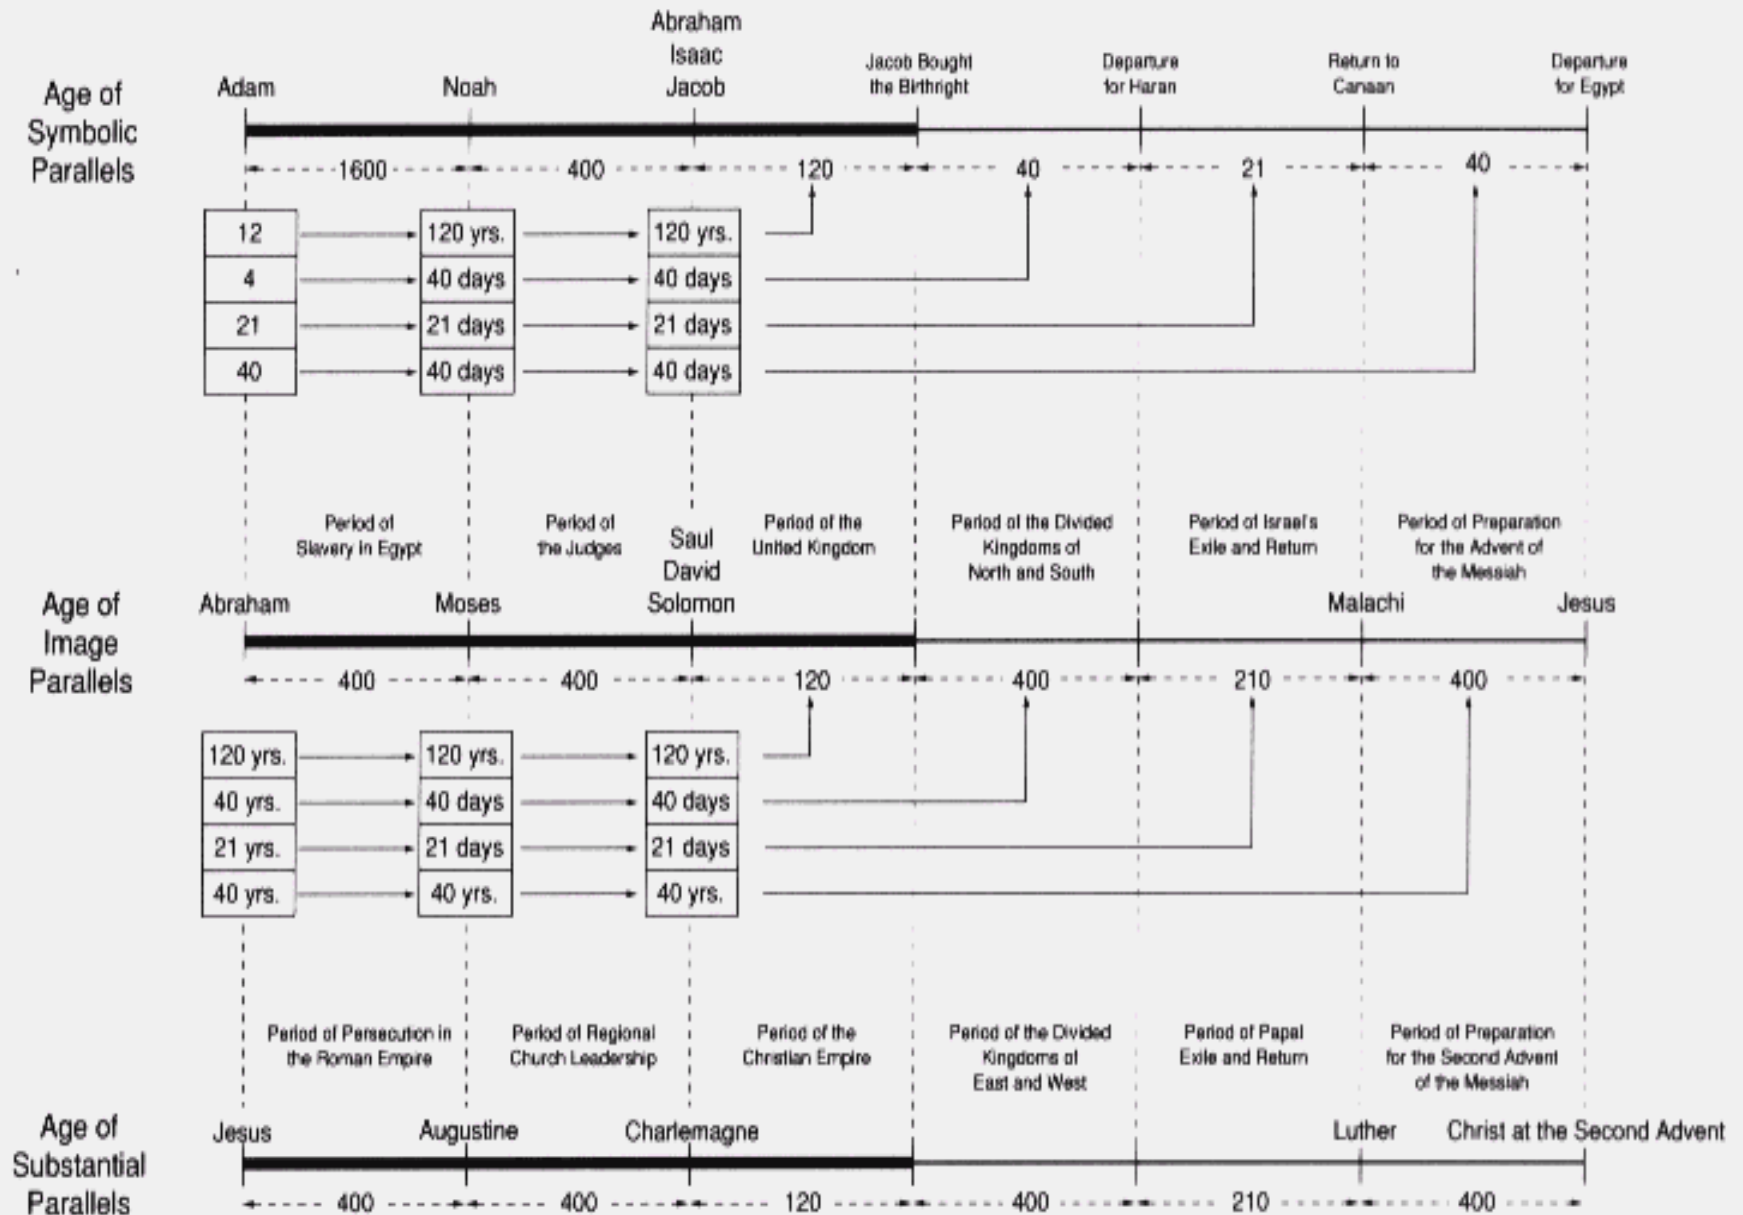 Abraham
Isaac
Jacob
Adam
Noah
Jacob Bought
the Birthright
Departure
for Haran
Return to
Canaan
Departure
for Egypt
Age of
Symbolic
Parallels
1600 400 120 40 21 40
12 120 yrs. 120 yrs.
4 40 days 40 days
21 21 days 21 days
40 40 days 40 days
Period of
Slavery in Egypt
Period of
the Judges
Saul
David
Solomon
Period of the
United Kingdom
Period of the Divided
Kingdoms of
North and South
Period of Israel's
Exile and Return
Period of Preparation
for the Advent of
the Messiah
Age of
Image
Parallels
Abraham
Moses
Malachi
Jesus
400 400 120 400 210 400
120 yrs. 120 yrs. 120 yrs.
40 yrs. 40 days 40 days
21 yrs. 21 days 21 days
40 yrs. 40 yrs. 40 yrs.
Period of Persecution in
the Roman Empire
Period of Regional
Church Leadership
Period of the
Christian Empire
Period of the Divided
Kingdoms of
East and West
Period of Papal
Exile and Return
Period of Preparation
for the Second Advent
of the Messiah
Age of
Substantial
Parallels
Jesus
Augustine
Charlemagne
Luther
Christ at the Second Advent
400 400 120 400 210 400